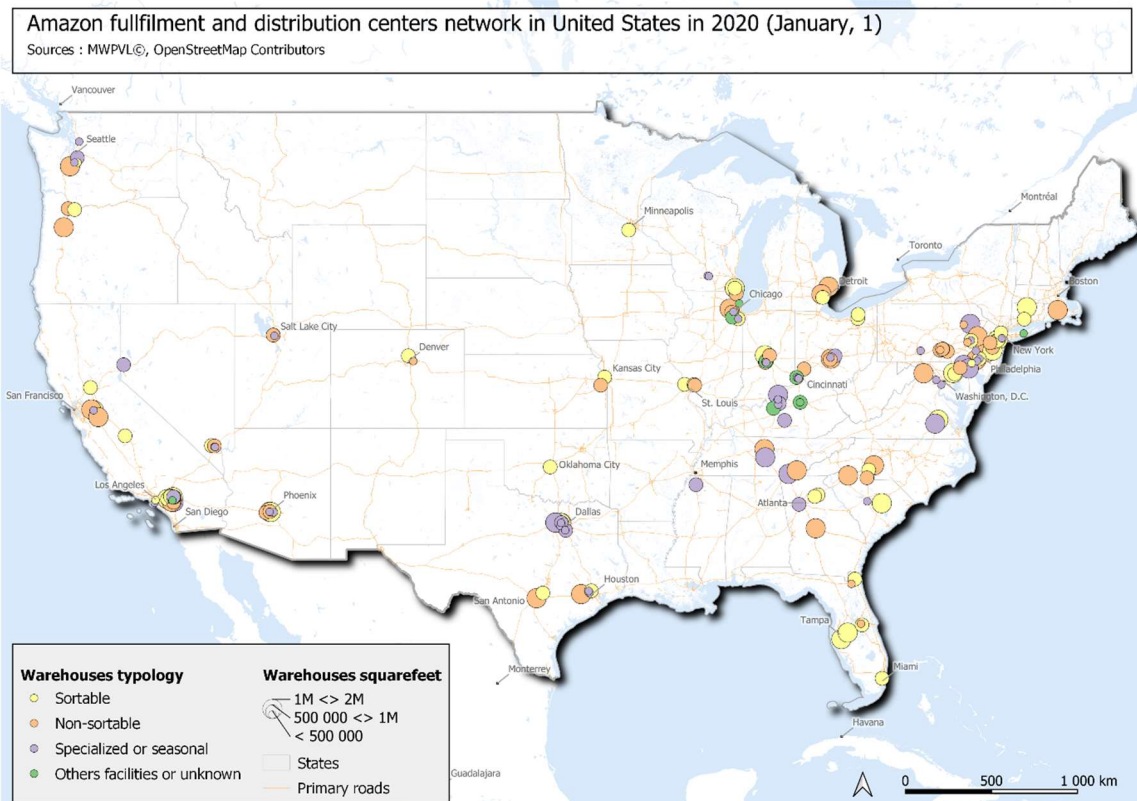 Amazon fullfilment and distribution centers network in United States in 2020 (January, 1)
Sources : MWPVL©, OpenStreetMap Contributors
Vancouver
Seattle
Minneapolis
Montréal
Toronto
Detroit
Boston
Chicago
Salt Lake City
Denver
New York
Philadelphia
Kansas City
Cincinnati
San Francisco
St. Louis
Washington, D.C.
Oklahoma City
Memphis
Los Angeles
Phoenix
Atlanta
San Diego
Dallas
Houston
San Antonio
Tampa
Miami
Monterrey
Havana
Guadalajara
Warehouses typology
Sortable
Non-sortable
Specialized or seasonal
Others facilities or unknown
Warehouses squarefeet
1M <> 2M
500 000 <> 1M
< 500 000
States
Primary roads
0 500 1 000 km